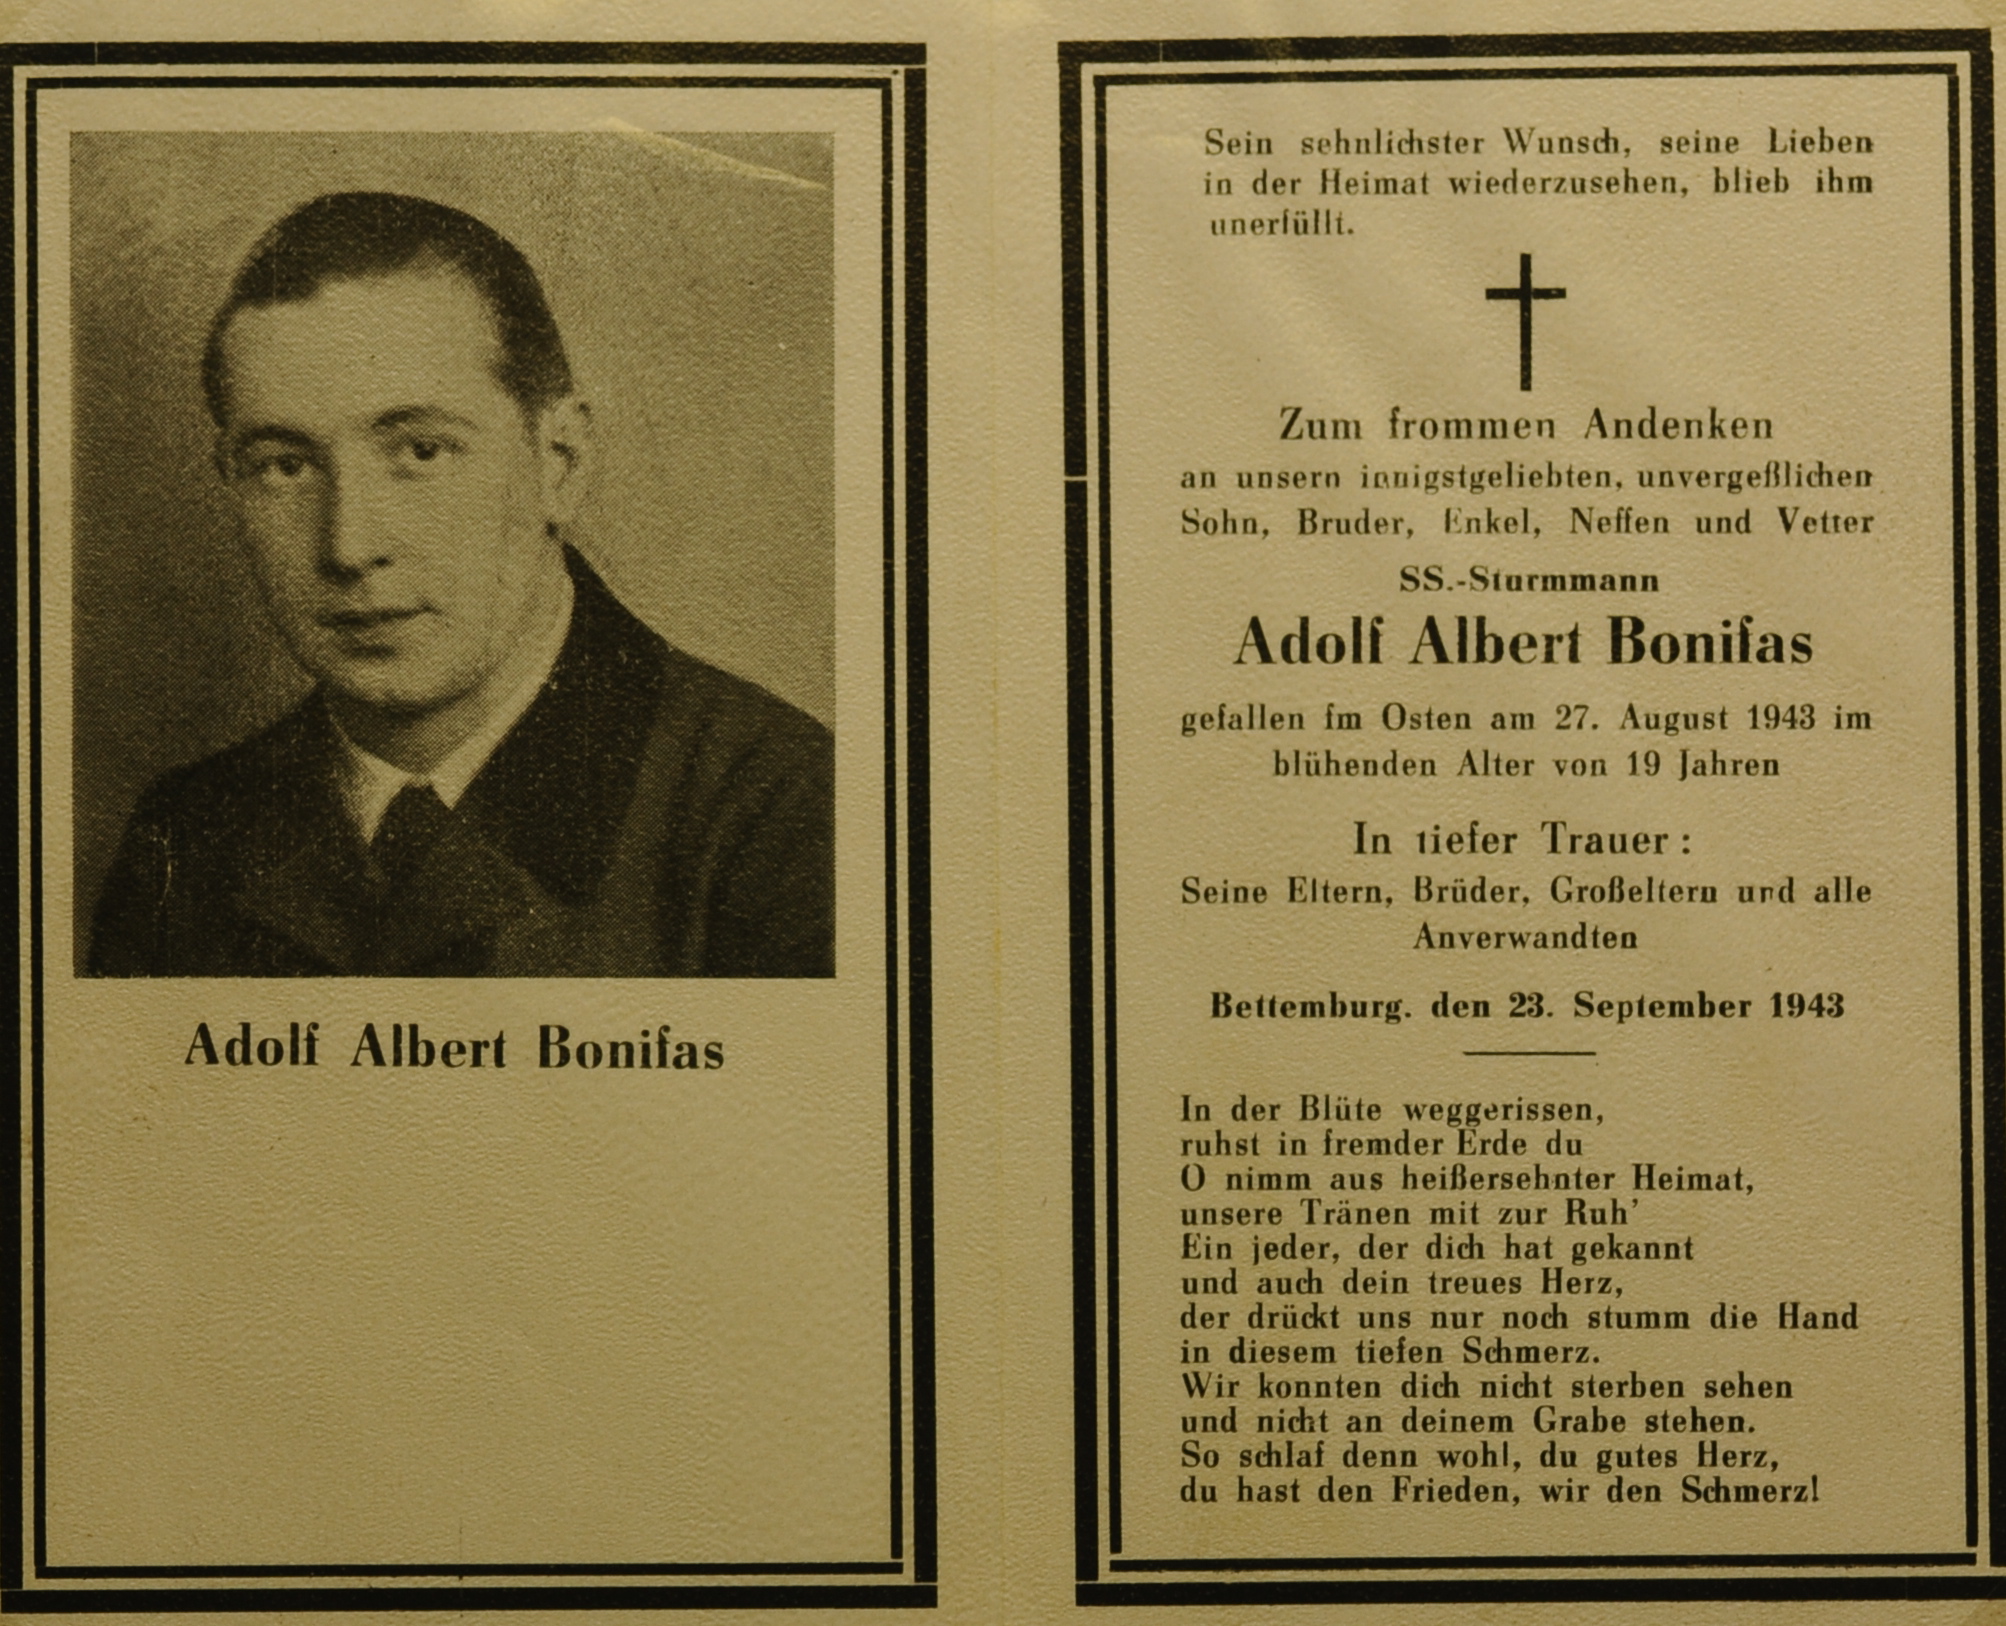 Adolf Albert Bonifas
Sein sehnlichster Wunsch, seine Lieben
in der Heimat wiederzusehen, blieb ihm
unerfüllt.
Zum frommen Andenken
an unsern innigstgeliebten, unvergeßlichen
Sohn, Bruder, Enkel, Neffen und Vetter
SS.-Sturmmann
Adolf Albert Bonifas
gefallen im Osten am 27. August 1943 im
blühenden Alter von 19 Jahren
In tiefer Trauer:
Seine Eltern, Brüder, Großeltern und alle
Anverwandten
Bettemburg. den 23. September 1943
In der Blüte weggerissen,
ruhst in fremder Erde du
O nimm aus heißersehnter Heimat,
unsere Tränen mit zur Ruh'
Ein jeder, der dich hat gekannt
und auch dein treues Herz,
der drückt uns nur noch stumm die Hand
in diesem tiefen Schmerz.
Wir konnten dich nicht sterben sehen
und nicht an deinem Grabe stehen.
So schlaf denn wohl, du gutes Herz,
du hast den Frieden, wir den Schmerz!